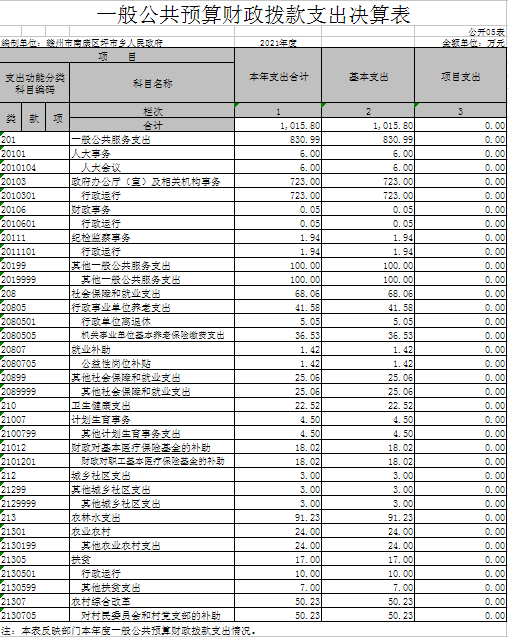 一般公共预算财政拨款支出决算表
公开05表
编制单位：赣州市南康区坪市乡人民政府 2021年度 金额单位：万元
项 目 本年支出合计 基本支出 项目支出
支出功能分类科目编码 科目名称
类 款 项 栏次 1 2 3
合计 1,015.80 1,015.80 0.00
201 一般公共服务支出 830.99 830.99 0.00
20101 人大事务 6.00 6.00 0.00
2010104 人大会议 6.00 6.00 0.00
20103 政府办公厅（室）及相关机构事务 723.00 723.00 0.00
2010301 行政运行 723.00 723.00 0.00
20106 财政事务 0.05 0.05 0.00
2010601 行政运行 0.05 0.05 0.00
20111 纪检监察事务 1.94 1.94 0.00
2011101 行政运行 1.94 1.94 0.00
20199 其他一般公共服务支出 100.00 100.00 0.00
2019999 其他一般公共服务支出 100.00 100.00 0.00
208 社会保障和就业支出 68.06 68.06 0.00
20805 行政事业单位养老支出 41.58 41.58 0.00
2080501 行政单位离退休 5.05 5.05 0.00
2080505 机关事业单位基本养老保险缴费支出 36.53 36.53 0.00
20807 就业补助 1.42 1.42 0.00
2080705 公益性岗位补贴 1.42 1.42 0.00
20899 其他社会保障和就业支出 25.06 25.06 0.00
2089999 其他社会保障和就业支出 25.06 25.06 0.00
210 卫生健康支出 22.52 22.52 0.00
21007 计划生育事务 4.50 4.50 0.00
2100799 其他计划生育事务支出 4.50 4.50 0.00
21012 财政对基本医疗保险基金的补助 18.02 18.02 0.00
2101201 财政对职工基本医疗保险基金的补助 18.02 18.02 0.00
212 城乡社区支出 3.00 3.00 0.00
21299 其他城乡社区支出 3.00 3.00 0.00
2129999 其他城乡社区支出 3.00 3.00 0.00
213 农林水支出 91.23 91.23 0.00
21301 农业农村 24.00 24.00 0.00
2130199 其他农业农村支出 24.00 24.00 0.00
21305 扶贫 17.00 17.00 0.00
2130501 行政运行 10.00 10.00 0.00
2130599 其他扶贫支出 7.00 7.00 0.00
21307 农村综合改革 50.23 50.23 0.00
2130705 对村民委员会和村党支部的补助 50.23 50.23 0.00
注：本表反映部门本年度一般公共预算财政拨款支出情况。